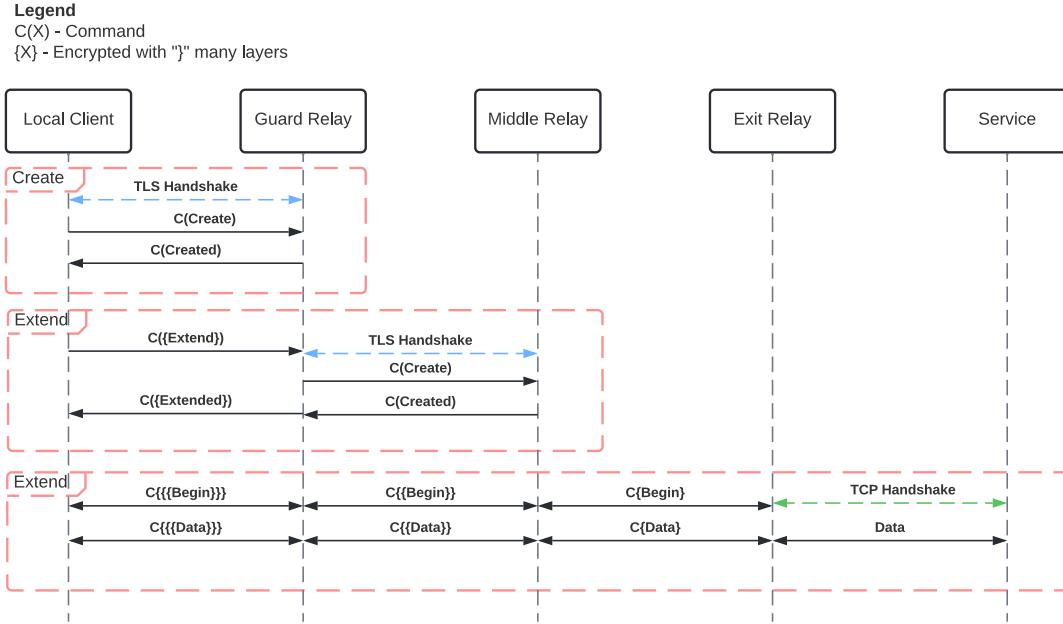 Legend
C(X) - Command
{X} - Encrypted with "}" many layers
Local Client
Guard Relay
Middle Relay
Exit Relay
Service
Create
TLS Handshake
C(Create)
C(Created)
Extend
C({Extend})
TLS Handshake
C(Create)
C({Extended})
C(Created)
Extend
C{{{Begin}}}
C{{Begin}}
C{Begin}
TCP Handshake
C{{{Data}}}
C{{Data}}
C{Data}
Data